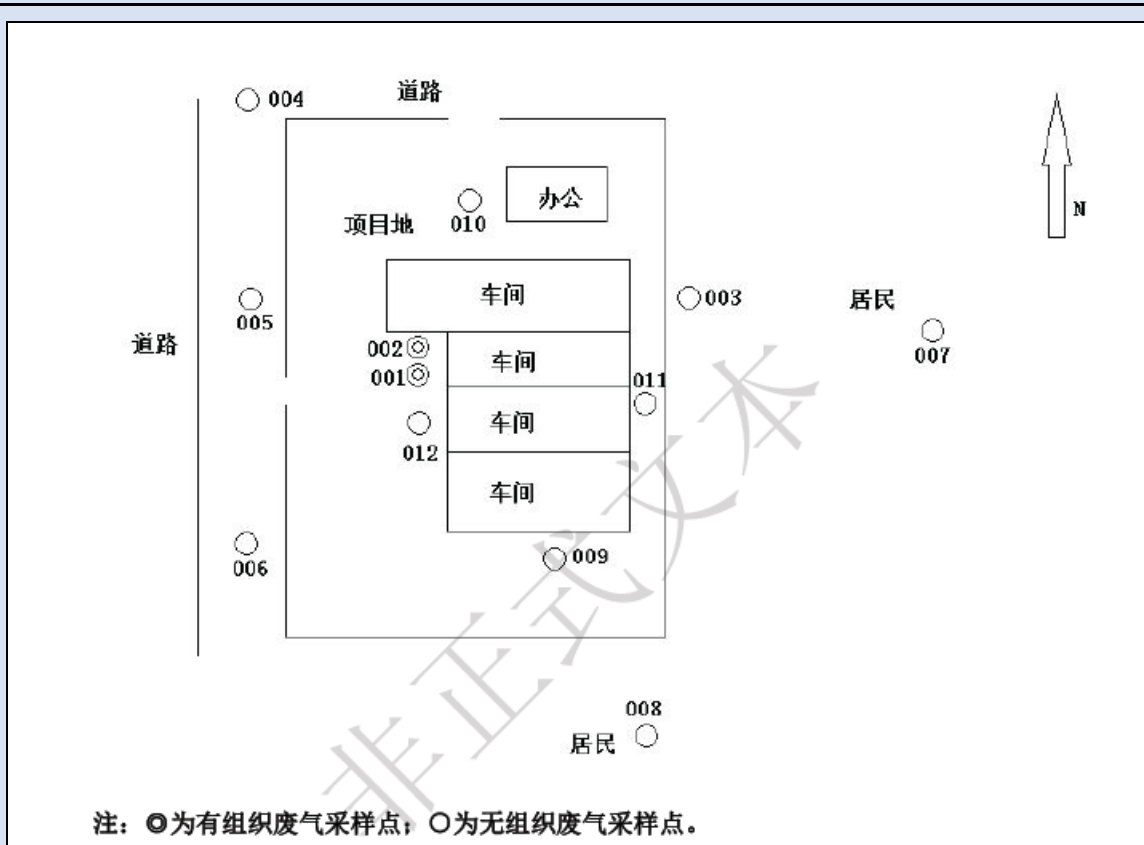 004
道路
办公
010
项目地
N
车间
003
居民
005
007
道路
002
车间
001
011
车间
012
车间
009
006
008
居民
非正式文本
注：◎为有组织废气采样点；○为无组织废气采样点。